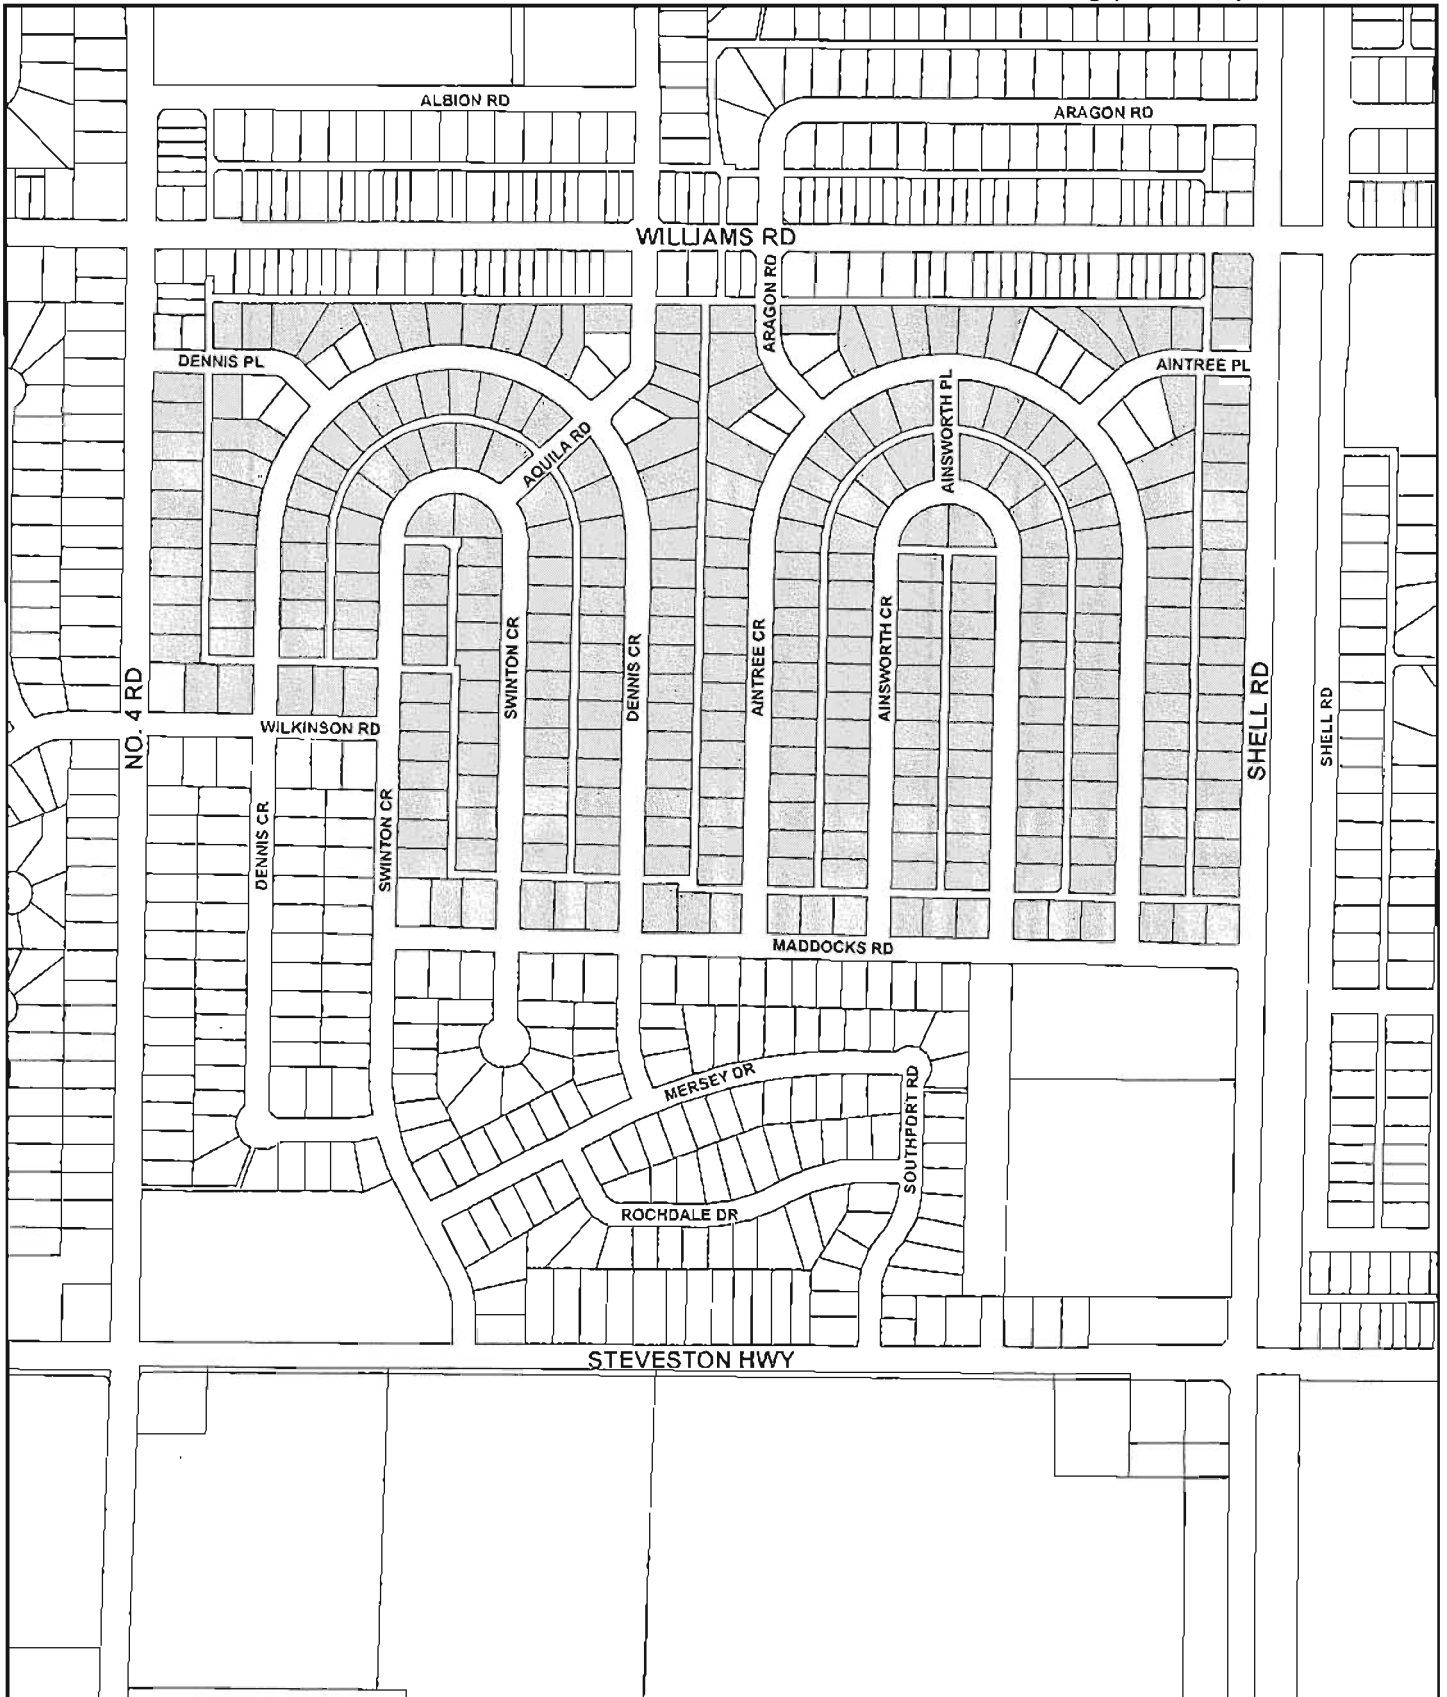 ALBION RD
ARAGON RD
WILLIAMS RD
ARAGON RD
DENNIS PL
AINTREE PL
AINSWORTH PL
AQUILA RD
SWINTON CR
DENNIS CR
AINTREE CR
AINSWORTH CR
NO. 4 RD
SHELL RD
SHELL RD
WILKINSON RD
DENNIS CR
SWINTON CR
MADDOCKS RD
MERSEY DR
SOUTHPORT RD
ROCHDALE DR
STEVESTON HWY